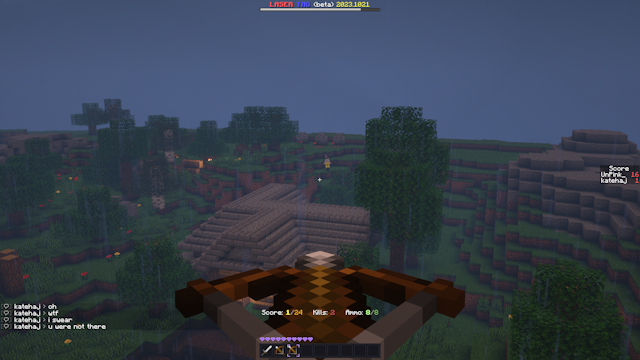 LASER TAG (beta) 2023.1021
Score
UnPink_ 16
katehaj 1
katehaj > oh
katehaj > wtf
katehaj > i swear
katehaj > u were not there
Score: 1/24 Kills: 2 Ammo: 8/8